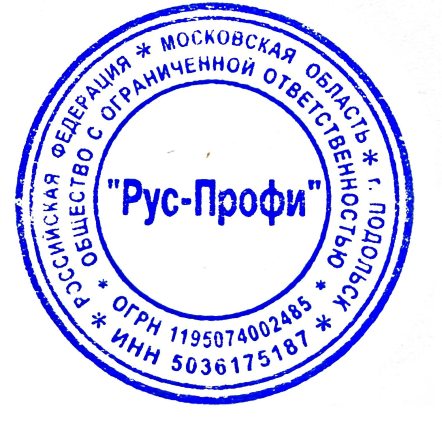 РОССИЙСКАЯ ФЕДЕРАЦИЯ * МОСКОВСКАЯ ОБЛАСТЬ * г. ПОДОЛЬСК *
ИНН 5036175187 *
ОБЩЕСТВО С ОГРАНИЧЕННОЙ ОТВЕТСТВЕННОСТЬЮ *
ОГРН 1195074002485 *
"Рус-Профи"